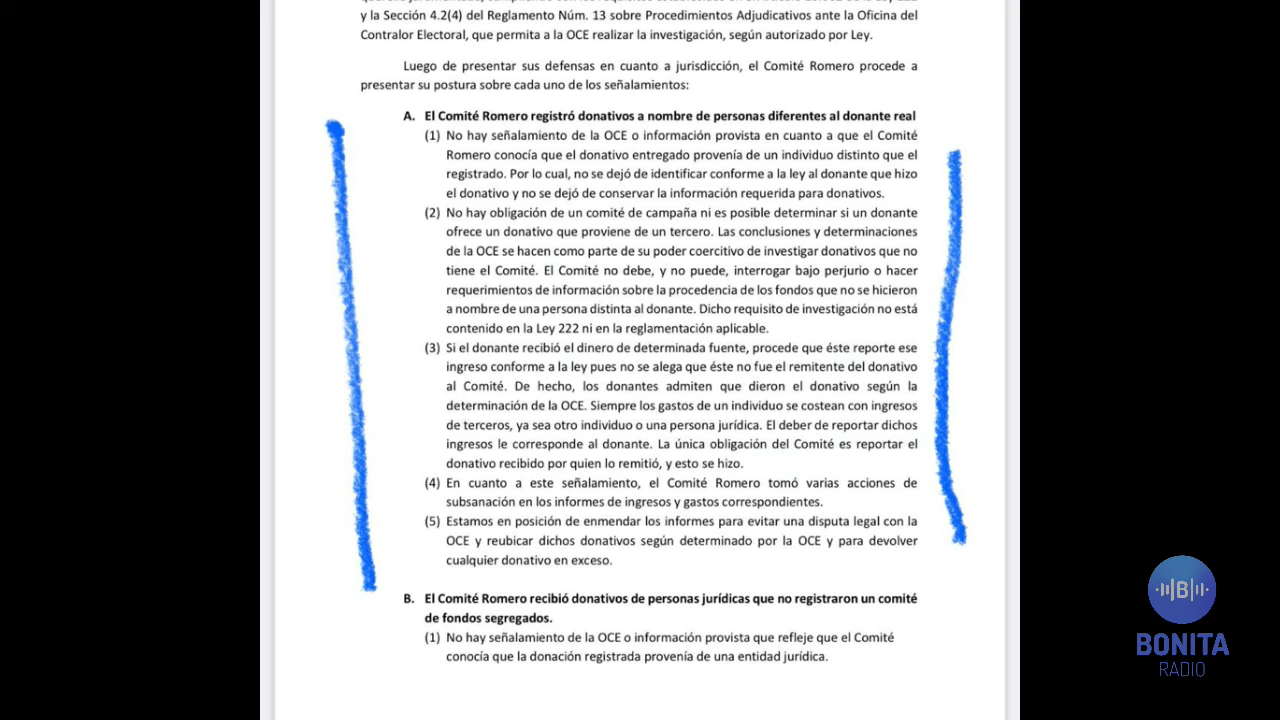 y la Sección 4.2(4) del Reglamento Núm. 13 sobre Procedimientos Adjudicativos ante la Oficina del
Contralor Electoral, que permita a la OCE realizar la investigación, según autorizado por Ley.
Luego de presentar sus defensas en cuanto a jurisdicción, el Comité Romero procede a
presentar su postura sobre cada uno de los señalamientos:
A. El Comité Romero registró donativos a nombre de personas diferentes al donante real
(1) No hay señalamiento de la OCE o información provista en cuanto a que el Comité
Romero conocía que el donativo entregado provenía de un individuo distinto que el
registrado. Por lo cual, no se dejó de identificar conforme a la ley al donante que hizo
el donativo y no se dejó de conservar la información requerida para donativos.
(2) No hay obligación de un comité de campaña ni es posible determinar si un donante
ofrece un donativo que proviene de un tercero. Las conclusiones y determinaciones
de la OCE se hacen como parte de su poder coercitivo de investigar donativos que no
tiene el Comité. El Comité no debe, y no puede, interrogar bajo perjurio o hacer
requerimientos de información sobre la procedencia de los fondos que no se hicieron
a nombre de una persona distinta al donante. Dicho requisito de investigación no está
contenido en la Ley 222 ni en la reglamentación aplicable.
(3) Si el donante recibió el dinero de determinada fuente, procede que éste reporte ese
ingreso conforme a la ley pues no se alega que éste no fue el remitente del donativo
al Comité. De hecho, los donantes admiten que dieron el donativo según la
determinación de la OCE. Siempre los gastos de un individuo se costean con ingresos
de terceros, ya sea otro individuo o una persona jurídica. El deber de reportar dichos
ingresos le corresponde al donante. La única obligación del Comité es reportar el
donativo recibido por quien lo remitió, y esto se hizo.
(4) En cuanto a este señalamiento, el Comité Romero tomó varias acciones de
subsanación en los informes de ingresos y gastos correspondientes.
(5) Estamos en posición de enmendar los informes para evitar una disputa legal con la
OCE y reubicar dichos donativos según determinado por la OCE y para devolver
cualquier donativo en exceso.
B. El Comité Romero recibió donativos de personas jurídicas que no registraron un comité
de fondos segregados.
(1) No hay señalamiento de la OCE o información provista que refleje que el Comité
conocía que la donación registrada provenía de una entidad jurídica.
B
BONITA
RADIO